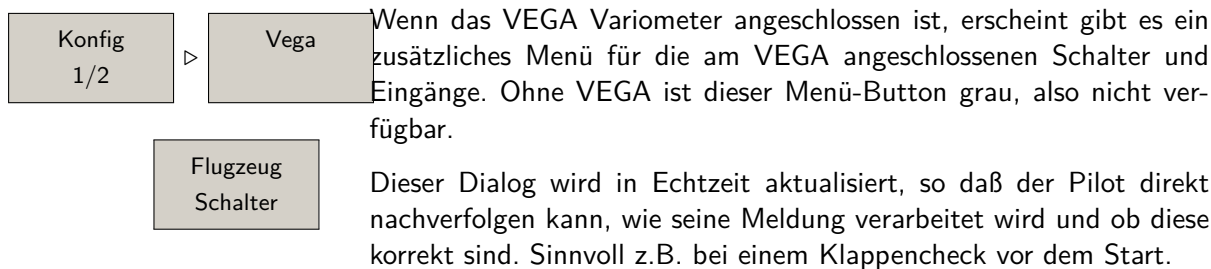 Konfig
1/2
▷
Vega
Flugzeug
Schalter
Wenn das VEGA Variometer angeschlossen ist, erscheint gibt es ein
zusätzliches Menü für die am VEGA angeschlossenen Schalter und
Eingänge. Ohne VEGA ist dieser Menü-Button grau, also nicht ver-
fügbar.
Dieser Dialog wird in Echtzeit aktualisiert, so daß der Pilot direkt
nachverfolgen kann, wie seine Meldung verarbeitet wird und ob diese
korrekt sind. Sinnvoll z.B. bei einem Klappencheck vor dem Start.